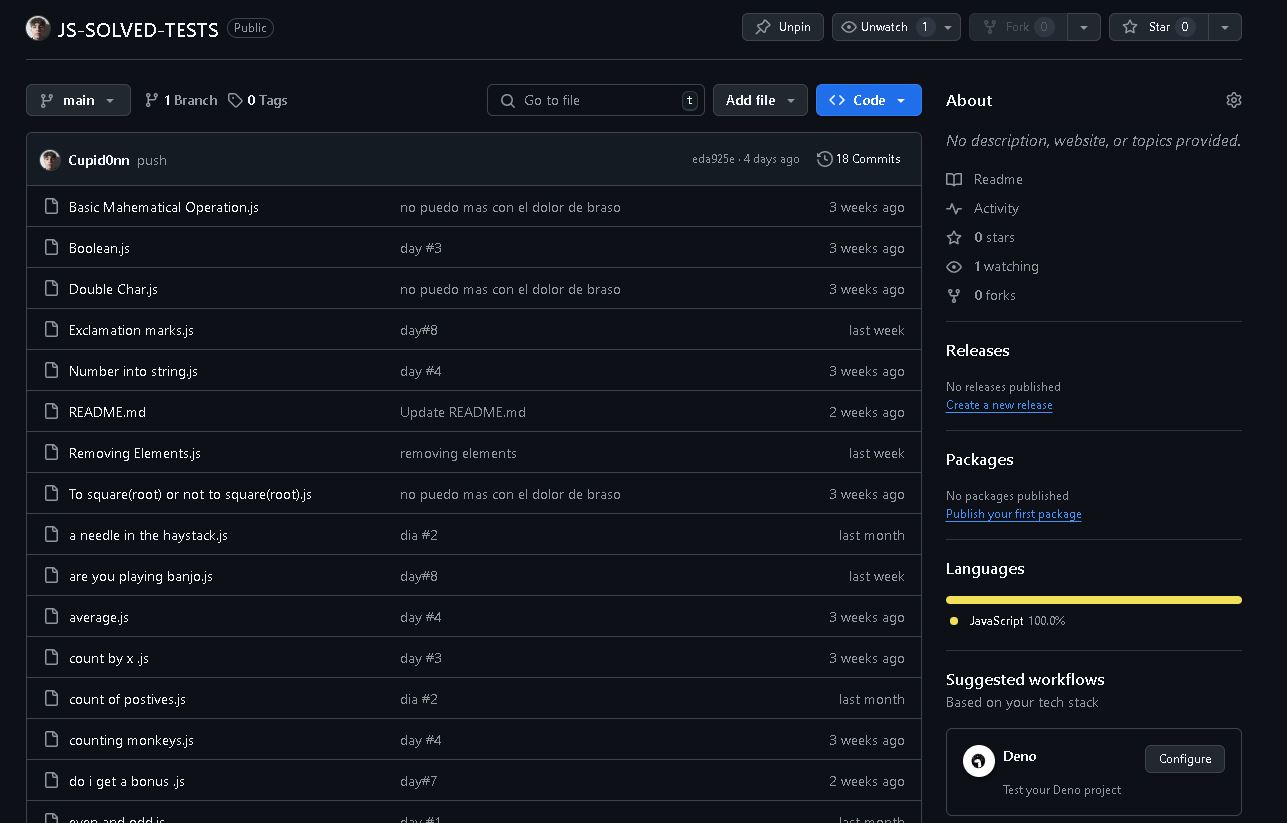 JS-SOLVED-TESTS Public Unpin Unwatch 1 Fork 0 Star 0
main 1 Branch 0 Tags Go to file t Add file Code
Cupid0nn push eda925e · 4 days ago 18 Commits
Basic Mahematical Operation.js no puedo mas con el dolor de braso 3 weeks ago
Boolean.js day #3 3 weeks ago
Double Char.js no puedo mas con el dolor de braso 3 weeks ago
Exclamation marks.js day#8 last week
Number into string.js day #4 3 weeks ago
README.md Update README.md 2 weeks ago
Removing Elements.js removing elements last week
To square(root) or not to square(root).js no puedo mas con el dolor de braso 3 weeks ago
a needle in the haystack.js dia #2 last month
are you playing banjo.js day#8 last week
average.js day #4 3 weeks ago
count by x .js day #3 3 weeks ago
count of postives.js dia #2 last month
counting monkeys.js day #4 3 weeks ago
do i get a bonus .js day#7 2 weeks ago
even and odd.js day #1 last month
About
No description, website, or topics provided.
Readme
Activity
0 stars
1 watching
0 forks
Releases
No releases published
Create a new release
Packages
No packages published
Publish your first package
Languages
JavaScript 100.0%
Suggested workflows
Based on your tech stack
Deno Configure
Test your Deno project